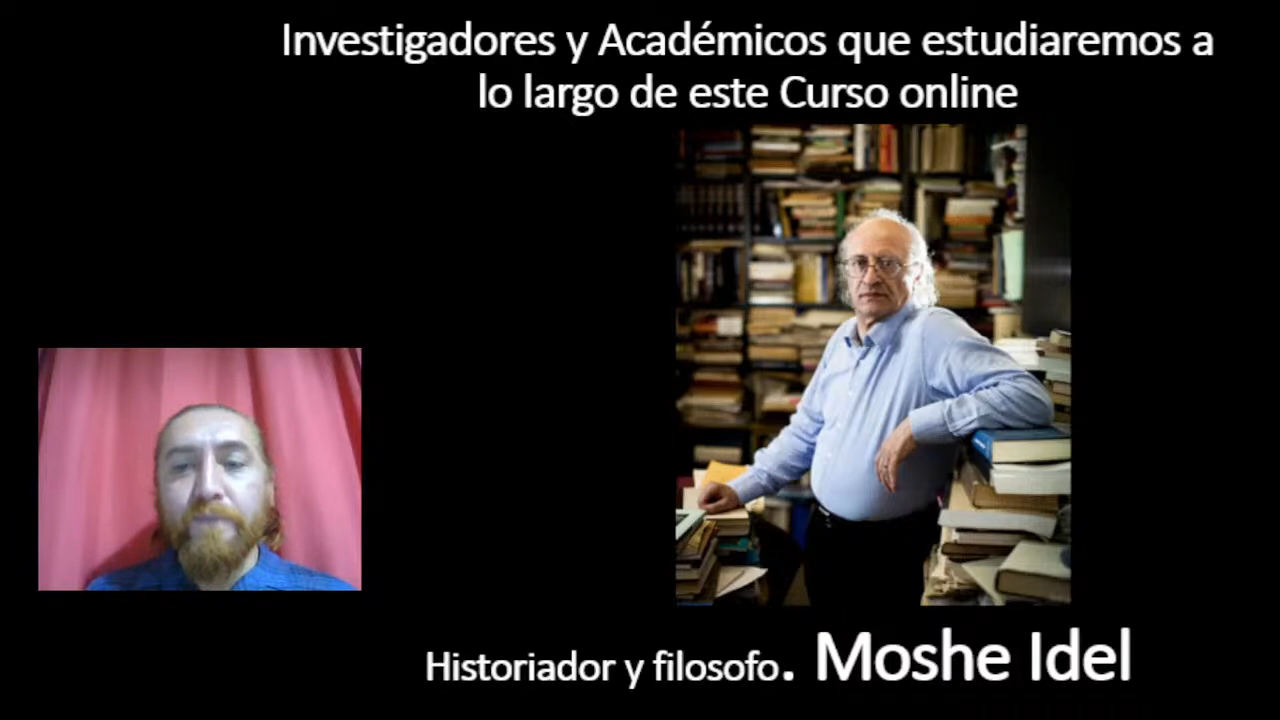 Investigadores y Académicos que estudiaremos a
lo largo de este Curso online
Historiador y filosofo. Moshe Idel